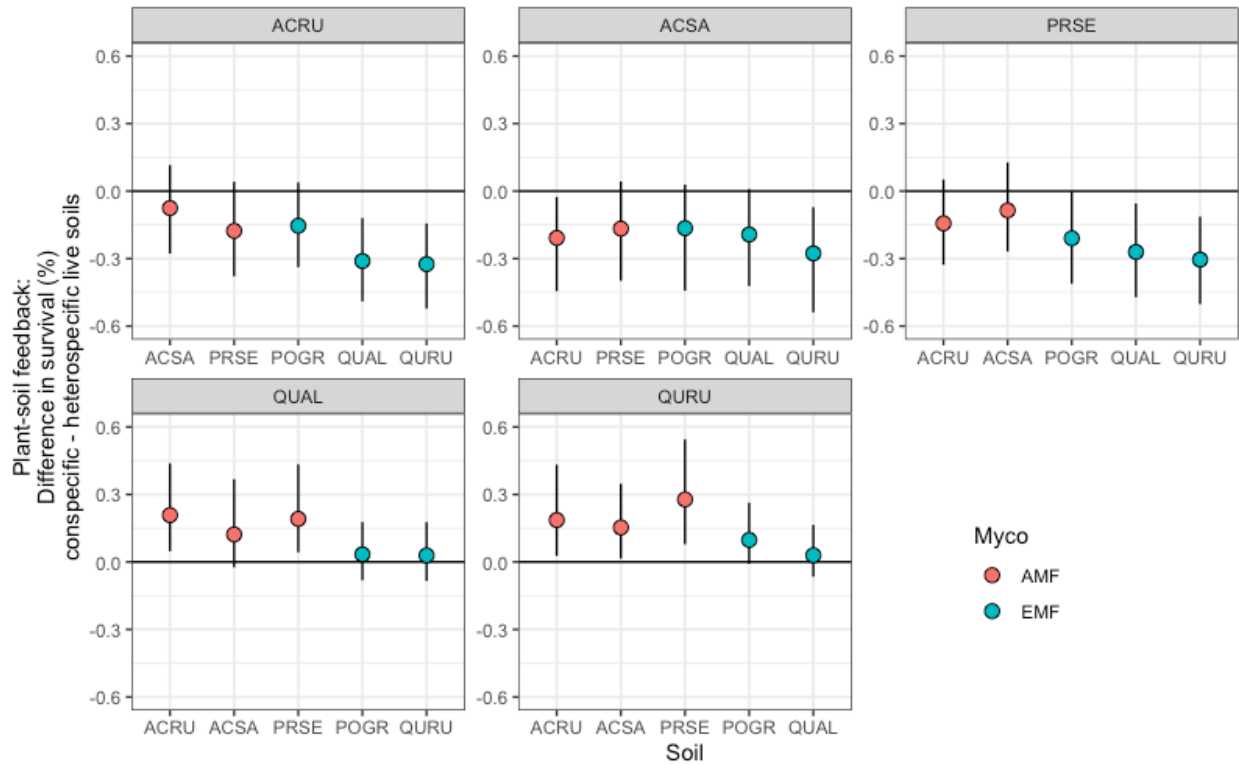 Plant-soil feedback:
Difference in survival (%)
conspecific - heterospecific live soils
ACRU
0.6
0.3
0.0
-0.3
-0.6
ACSA PRSE POGR QUAL QURU
ACSA
0.6
0.3
0.0
-0.3
-0.6
ACRU PRSE POGR QUAL QURU
PRSE
0.6
0.3
0.0
-0.3
-0.6
ACRU ACSA POGR QUAL QURU
QUAL
0.6
0.3
0.0
-0.3
-0.6
ACRU ACSA PRSE POGR QURU
QURU
0.6
0.3
0.0
-0.3
-0.6
ACRU ACSA PRSE POGR QUAL
Soil
Myco
AMF
EMF